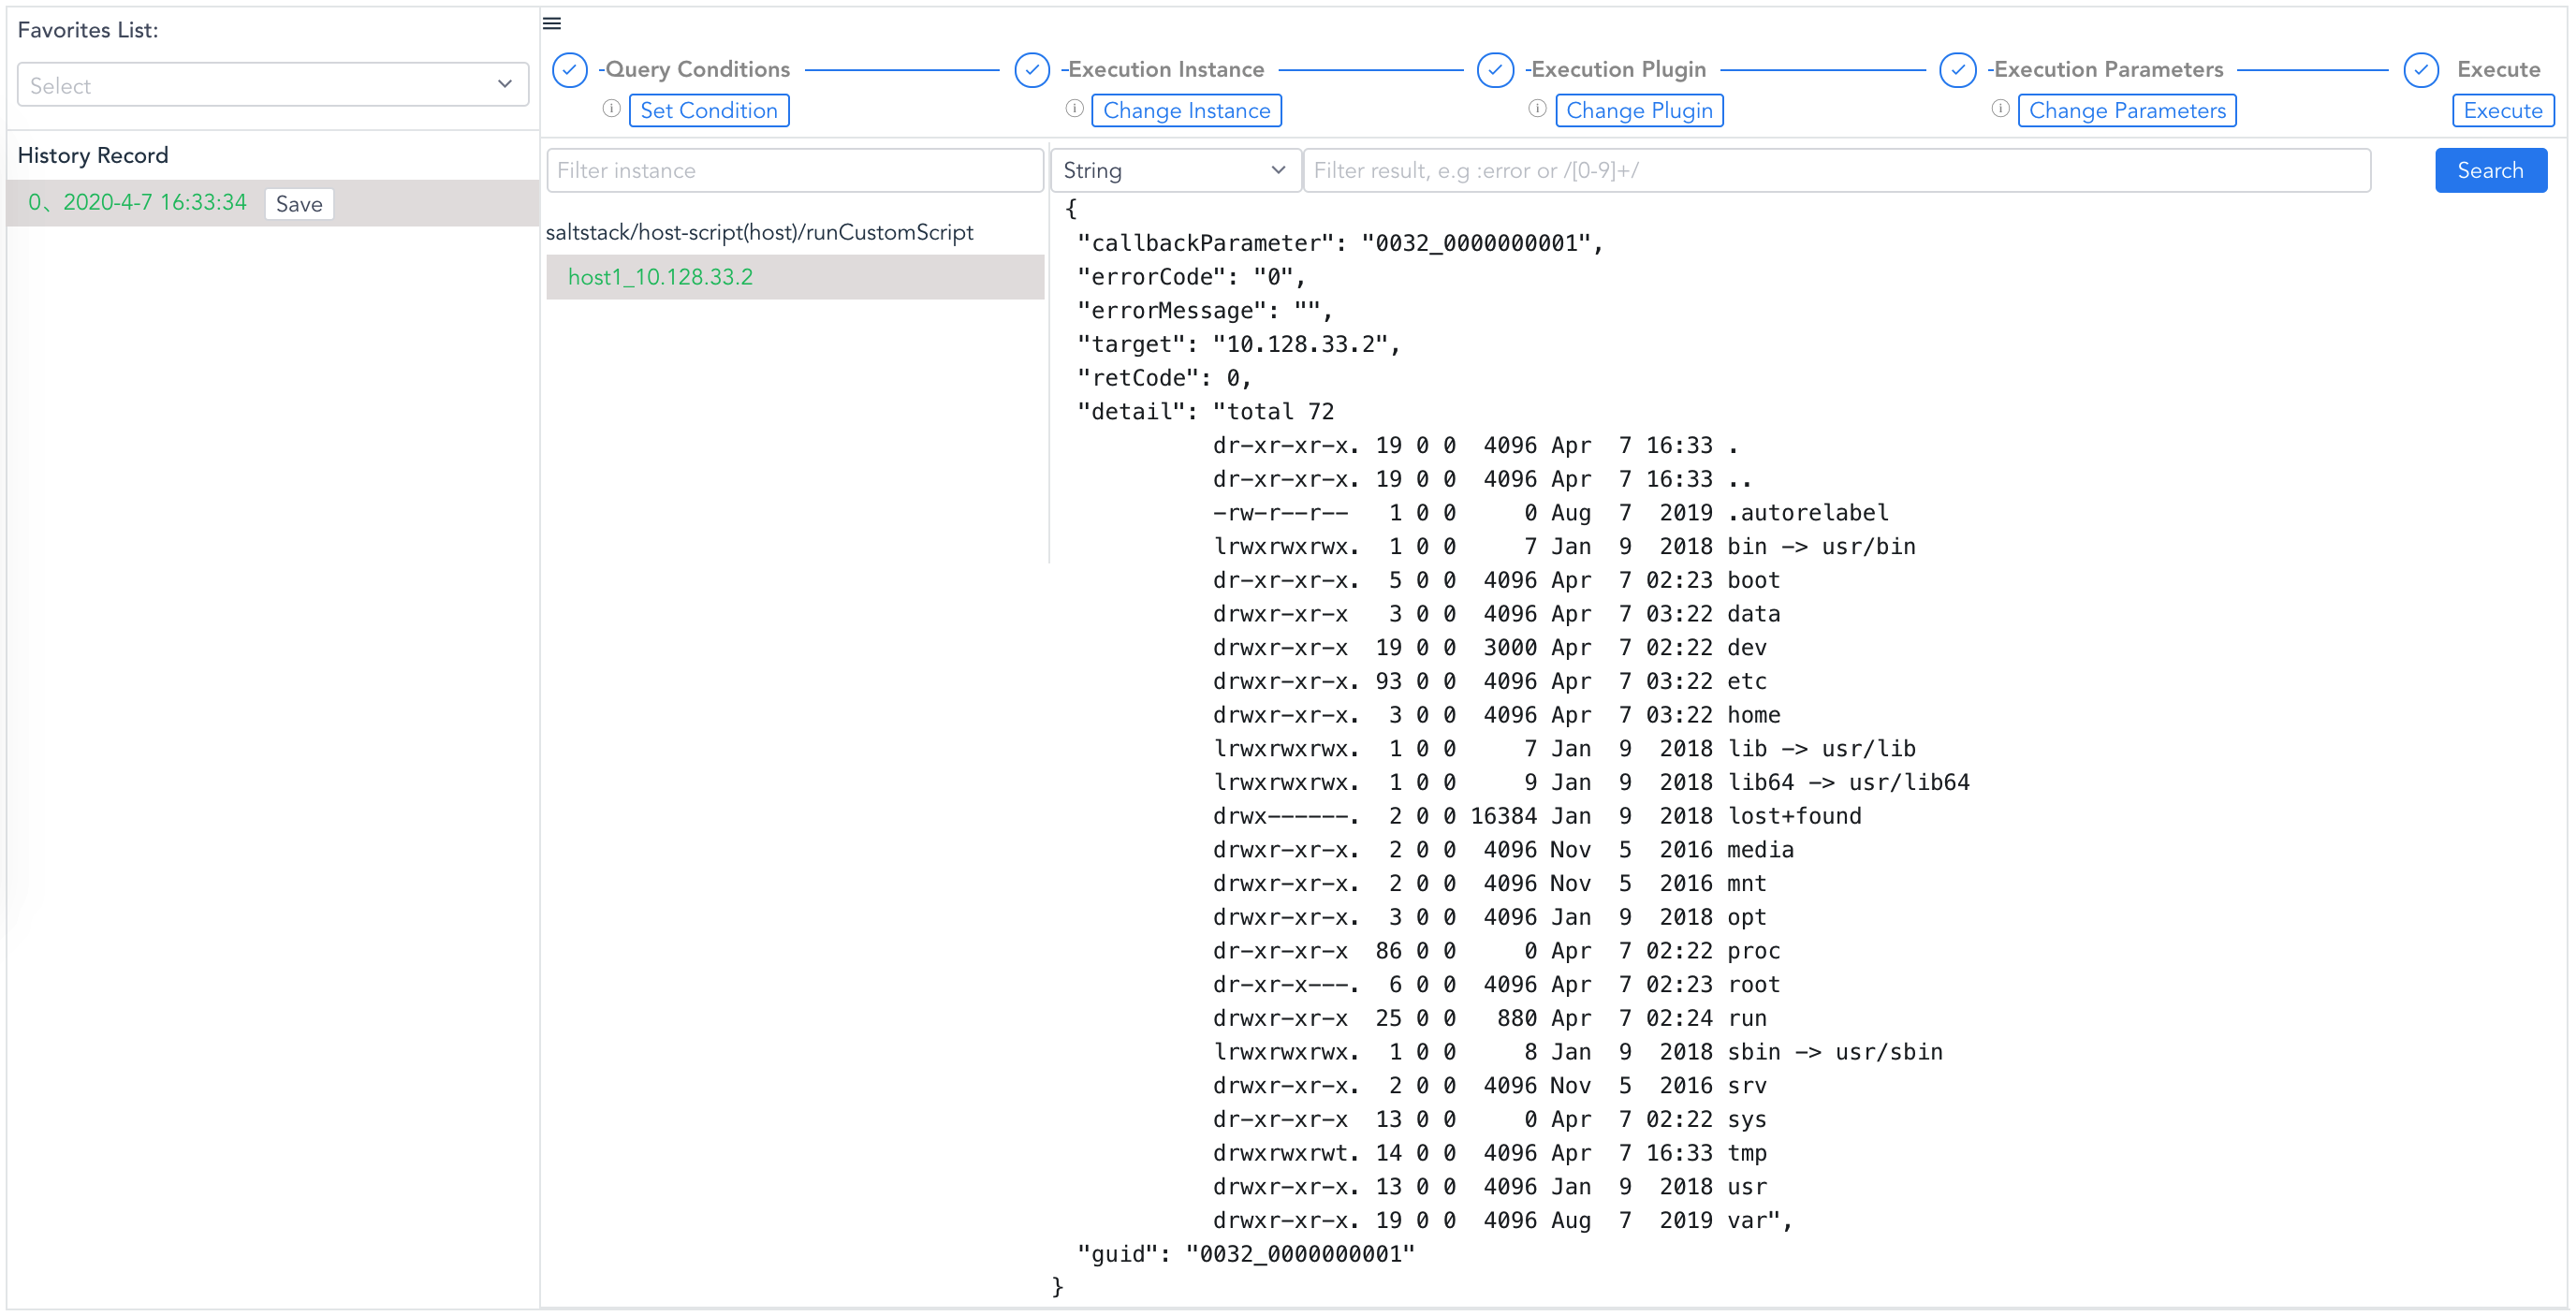 Favorites List:
Select
History Record
0、2020-4-7 16:33:34 Save
-Query Conditions -Execution Instance -Execution Plugin -Execution Parameters Execute
Set Condition Change Instance Change Plugin Change Parameters Execute
Filter instance String Filter result, e.g :error or /[0-9]+/ Search
saltstack/host-script(host)/runCustomScript
host1_10.128.33.2
{
"callbackParameter": "0032_0000000001",
"errorCode": "0",
"errorMessage": "",
"target": "10.128.33.2",
"retCode": 0,
"detail": "total 72
dr-xr-xr-x. 19 0 0  4096 Apr  7 16:33 .
dr-xr-xr-x. 19 0 0  4096 Apr  7 16:33 ..
-rw-r--r--   1 0 0     0 Aug  7  2019 .autorelabel
lrwxrwxrwx.  1 0 0     7 Jan  9  2018 bin -> usr/bin
dr-xr-xr-x.  5 0 0  4096 Apr  7 02:23 boot
drwxr-xr-x   3 0 0  4096 Apr  7 03:22 data
drwxr-xr-x  19 0 0  3000 Apr  7 02:22 dev
drwxr-xr-x. 93 0 0  4096 Apr  7 03:22 etc
drwxr-xr-x.  3 0 0  4096 Apr  7 03:22 home
lrwxrwxrwx.  1 0 0     7 Jan  9  2018 lib -> usr/lib
lrwxrwxrwx.  1 0 0     9 Jan  9  2018 lib64 -> usr/lib64
drwx------.  2 0 0 16384 Jan  9  2018 lost+found
drwxr-xr-x.  2 0 0  4096 Nov  5  2016 media
drwxr-xr-x.  2 0 0  4096 Nov  5  2016 mnt
drwxr-xr-x.  3 0 0  4096 Jan  9  2018 opt
dr-xr-xr-x  86 0 0     0 Apr  7 02:22 proc
dr-xr-x---.  6 0 0  4096 Apr  7 02:23 root
drwxr-xr-x  25 0 0   880 Apr  7 02:24 run
lrwxrwxrwx.  1 0 0     8 Jan  9  2018 sbin -> usr/sbin
drwxr-xr-x.  2 0 0  4096 Nov  5  2016 srv
dr-xr-xr-x  13 0 0     0 Apr  7 02:22 sys
drwxrwxrwt. 14 0 0  4096 Apr  7 16:33 tmp
drwxr-xr-x. 13 0 0  4096 Jan  9  2018 usr
drwxr-xr-x. 19 0 0  4096 Aug  7  2019 var",
"guid": "0032_0000000001"
}